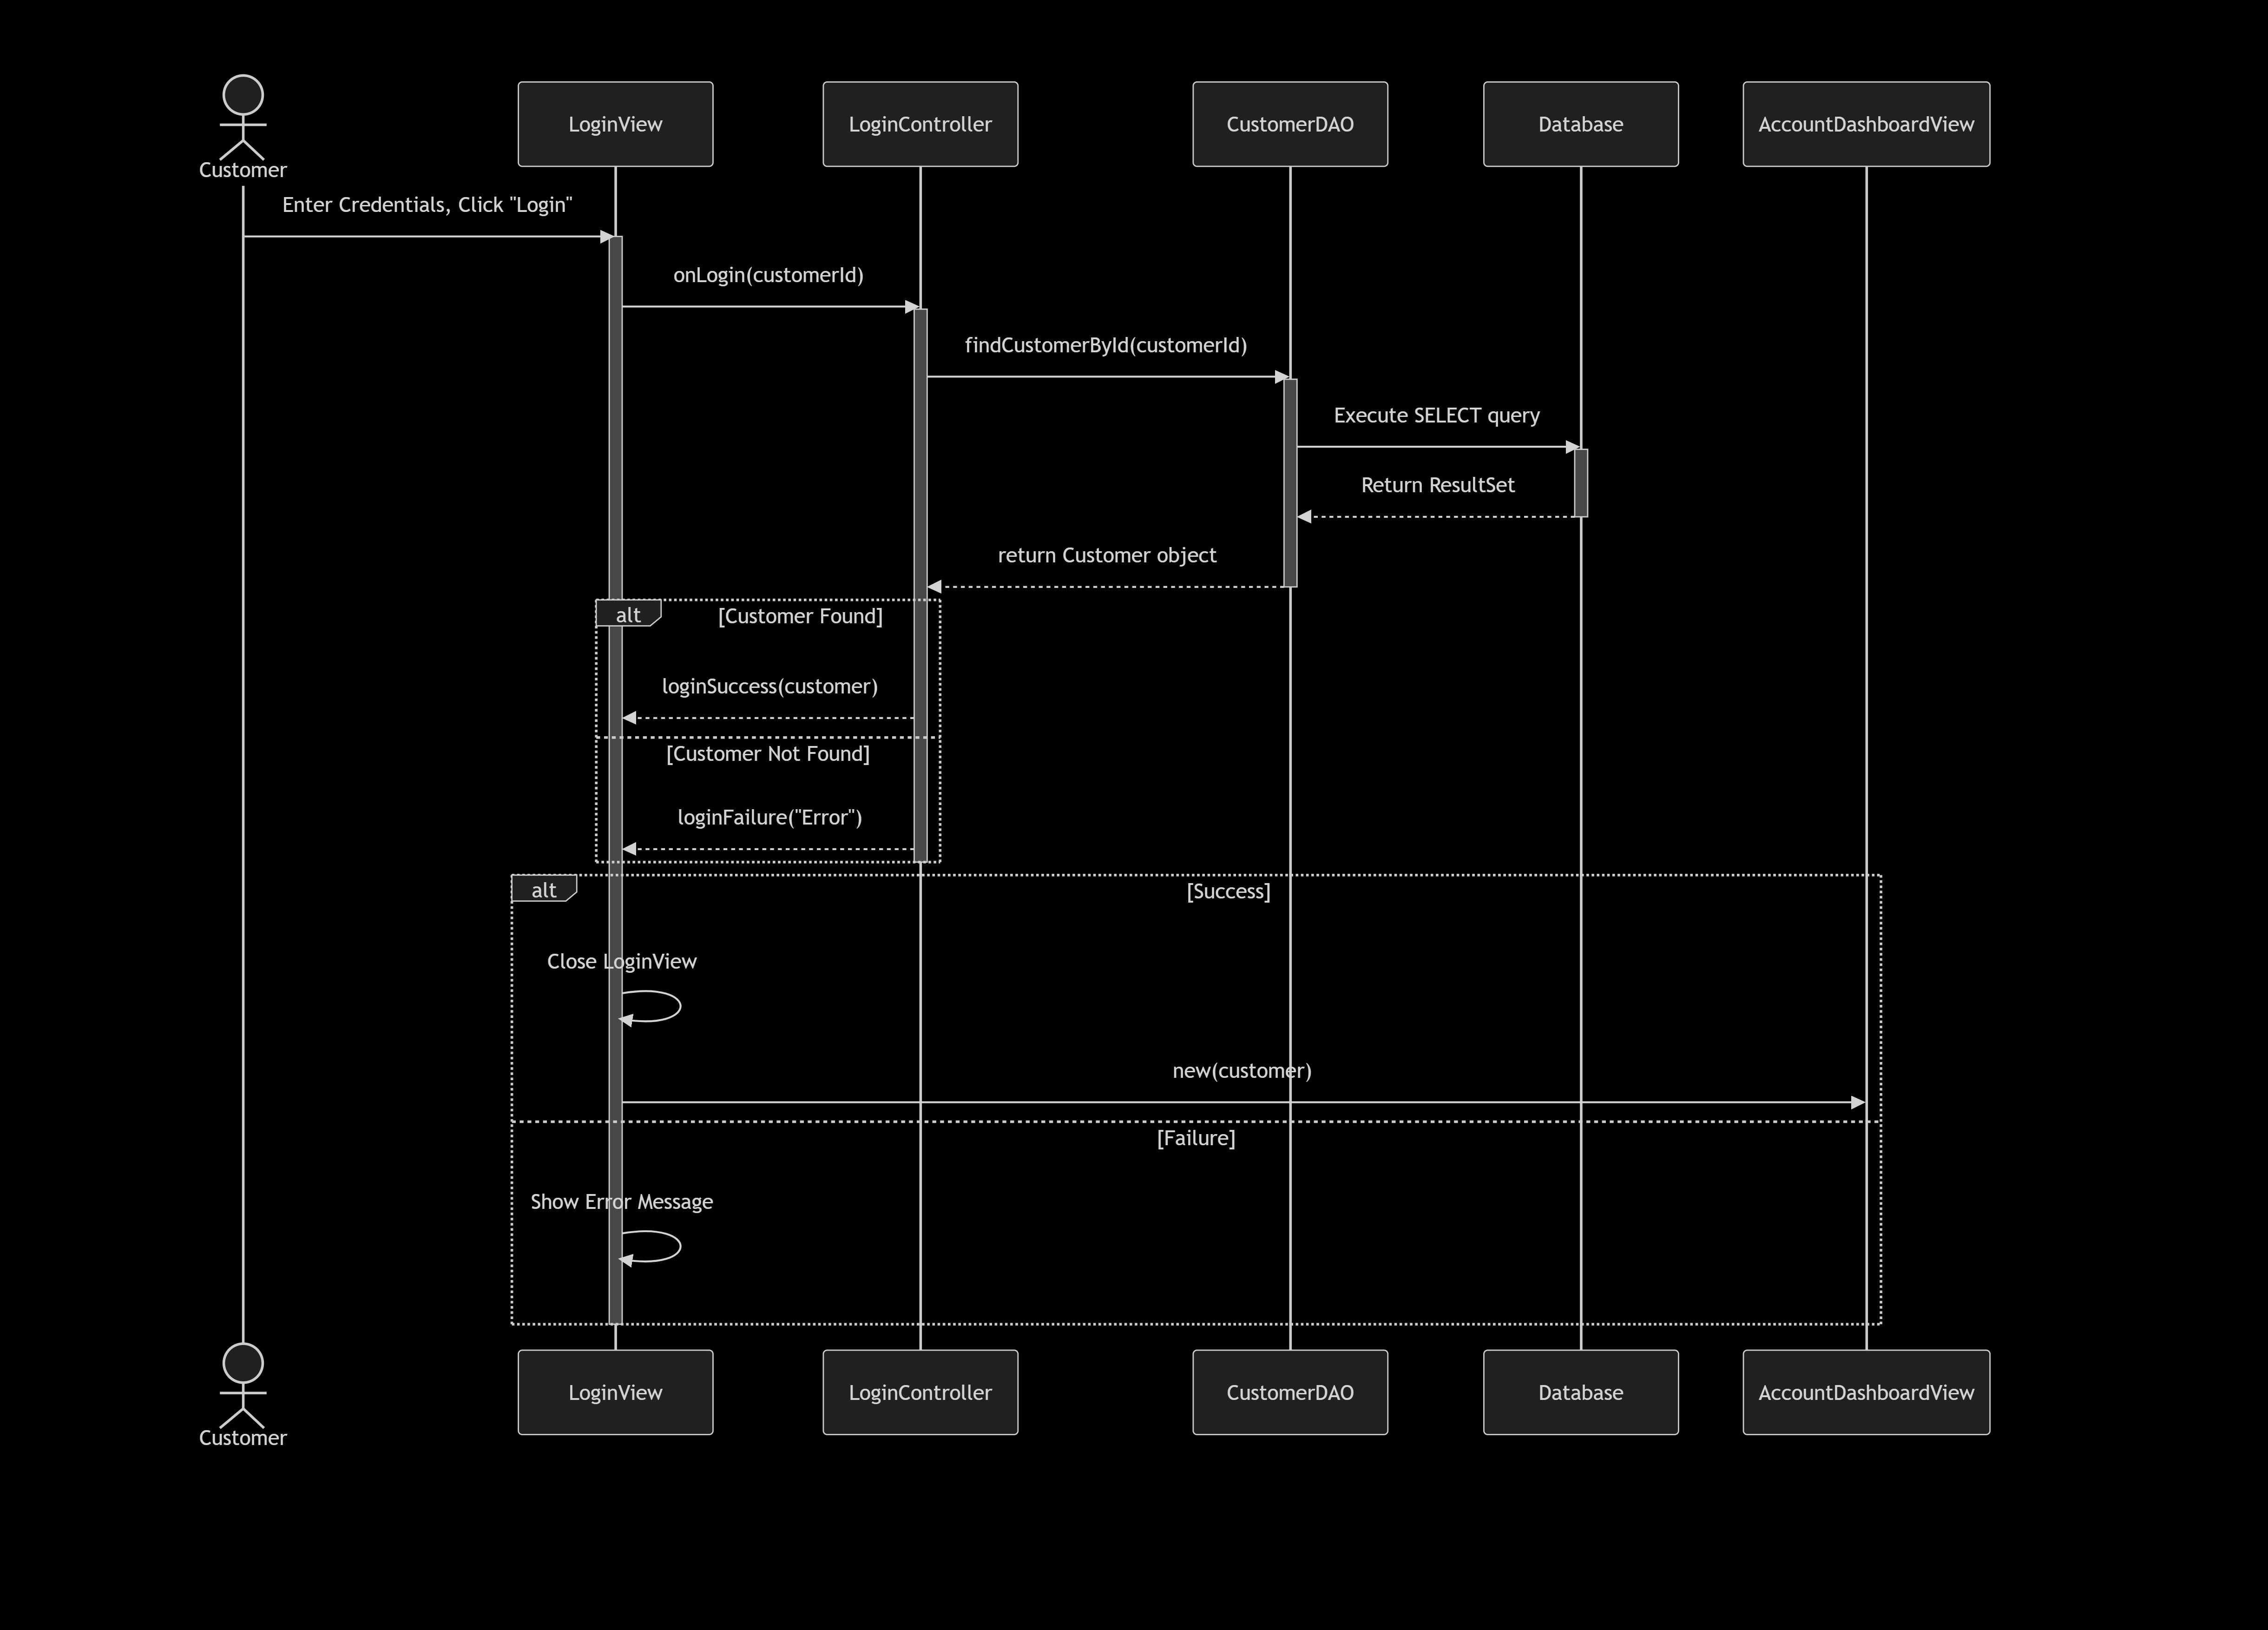 Customer
LoginView
LoginController
CustomerDAO
Database
AccountDashboardView
Enter Credentials, Click "Login"
onLogin(customerId)
findCustomerById(customerId)
Execute SELECT query
Return ResultSet
return Customer object
alt
[Customer Found]
loginSuccess(customer)
[Customer Not Found]
loginFailure("Error")
alt
[Success]
Close LoginView
new(customer)
[Failure]
Show Error Message
Customer
LoginView
LoginController
CustomerDAO
Database
AccountDashboardView